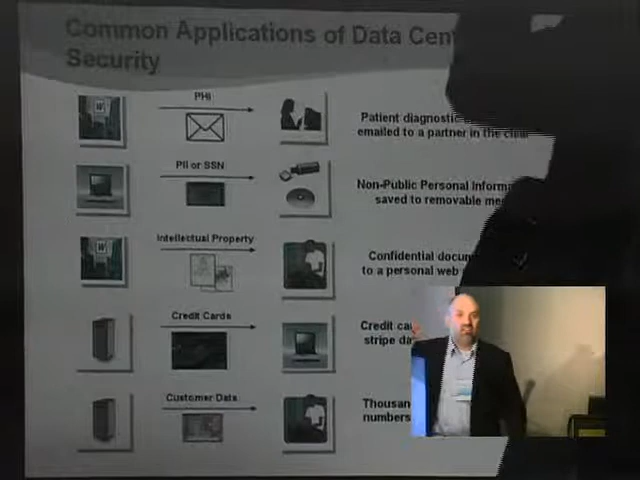 Common Applications of Data Cen
Security
PHI
Patient diagnostic
emailed to a partner in the clear
PII or SSN
Non-Public Personal Inform
saved to removable me
Intellectual Property
Confidential docu
to a personal web
Credit Cards
Credit ca
stripe da
Customer Data
Thousan
numbers
W
W